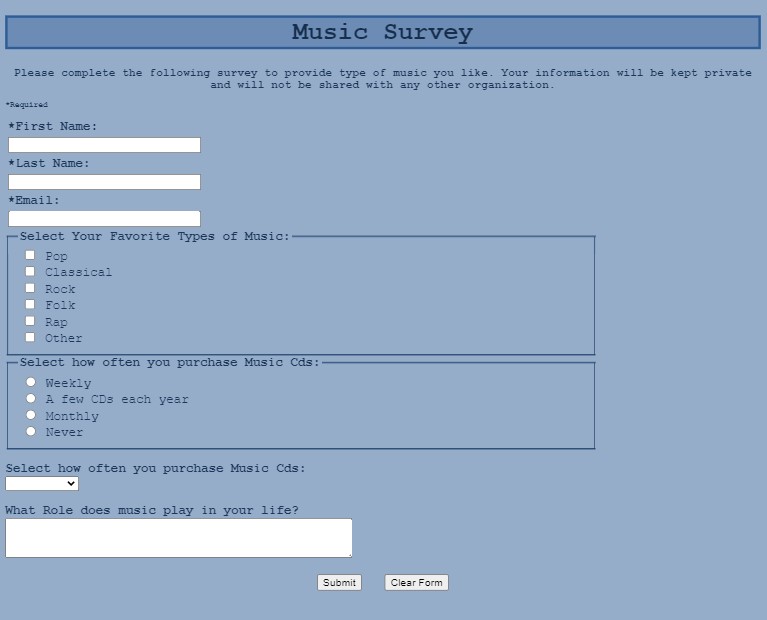 Music Survey
Please complete the following survey to provide type of music you like. Your information will be kept private
and will not be shared with any other organization.
*Required
*First Name:
*Last Name:
*Email:
Select Your Favorite Types of Music:
Pop
Classical
Rock
Folk
Rap
Other
Select how often you purchase Music Cds:
Weekly
A few CDs each year
Monthly
Never
Select how often you purchase Music Cds:
What Role does music play in your life?
Submit Clear Form